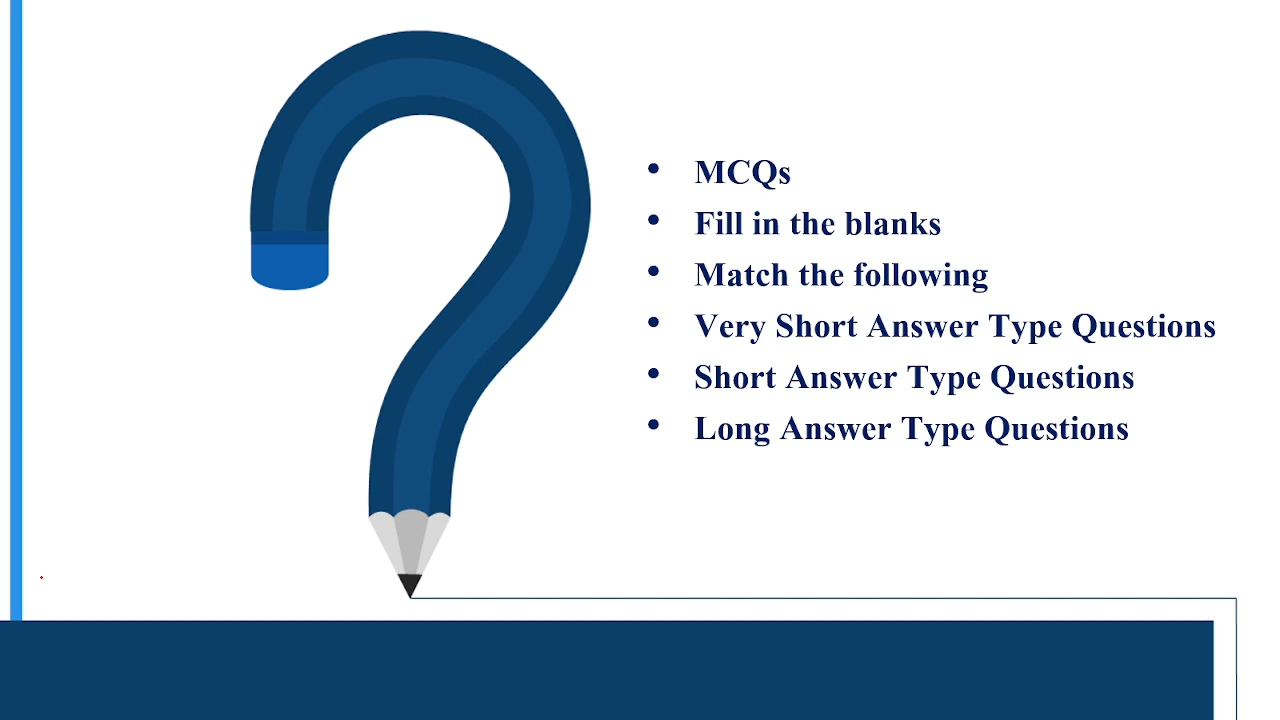 • MCQs
• Fill in the blanks
• Match the following
• Very Short Answer Type Questions
• Short Answer Type Questions
• Long Answer Type Questions